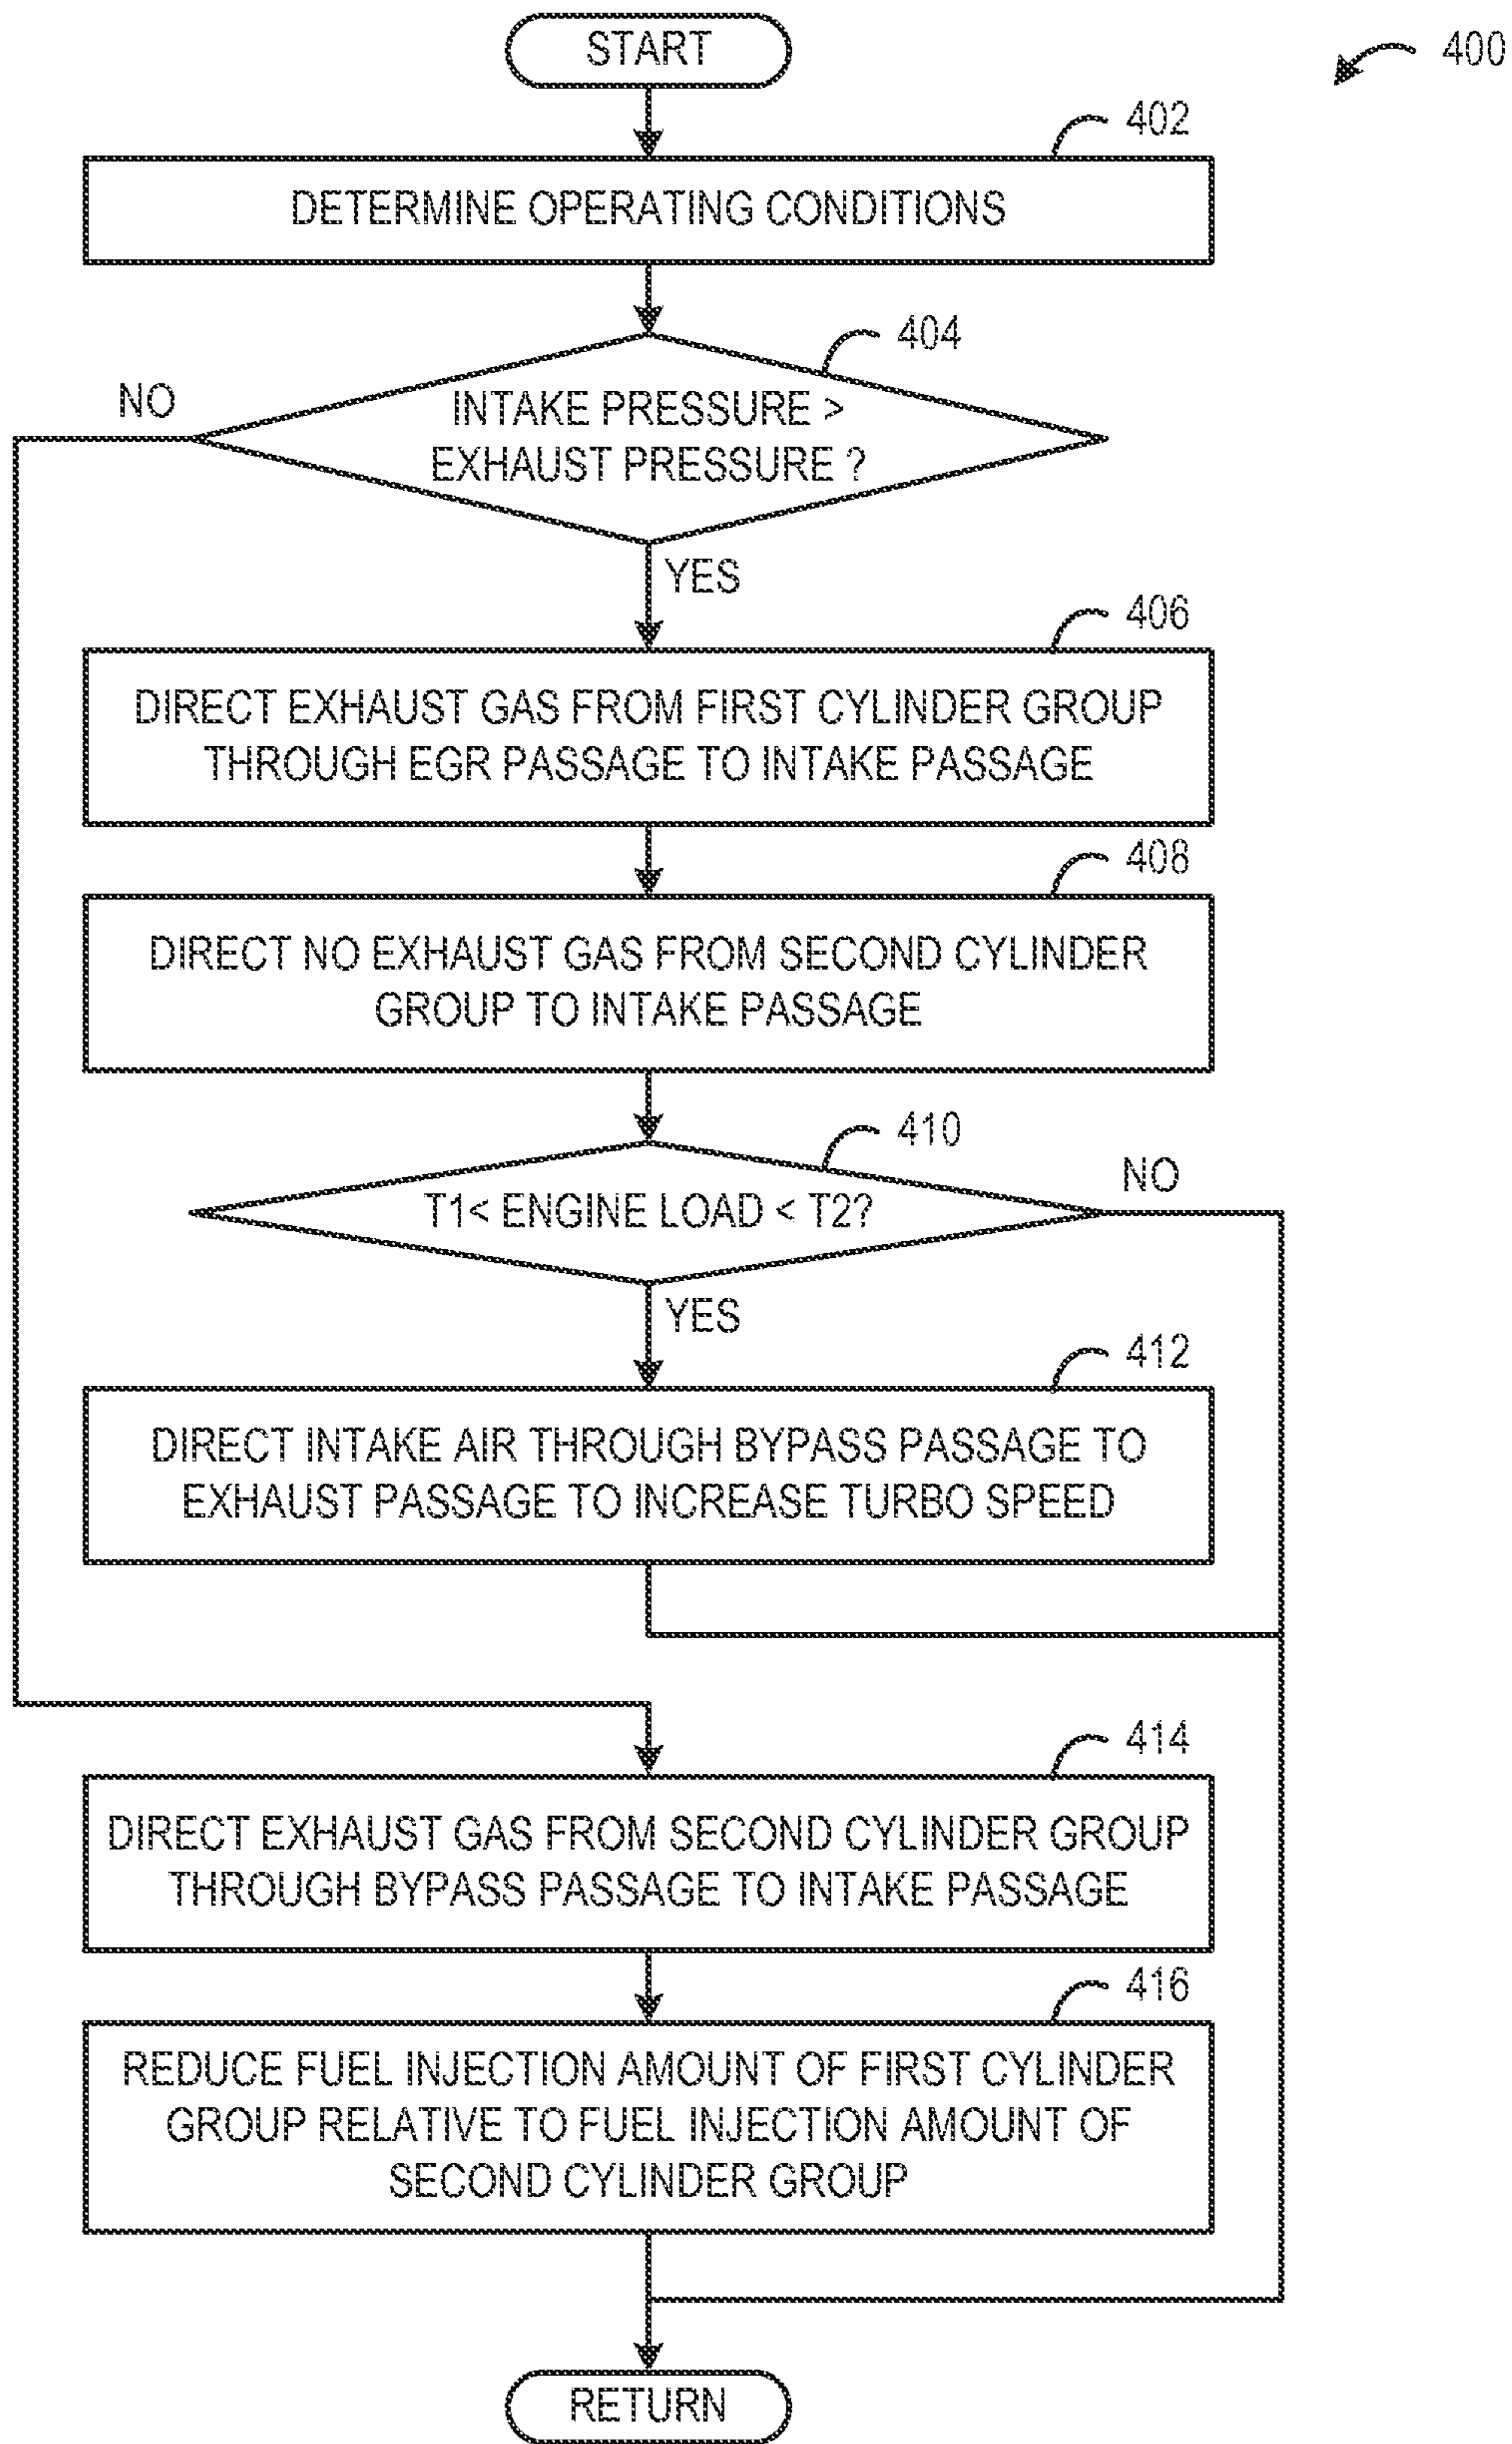 START
400
402
DETERMINE OPERATING CONDITIONS
404
NO
INTAKE PRESSURE >
EXHAUST PRESSURE ?
YES
406
DIRECT EXHAUST GAS FROM FIRST CYLINDER GROUP
THROUGH EGR PASSAGE TO INTAKE PASSAGE
408
DIRECT NO EXHAUST GAS FROM SECOND CYLINDER
GROUP TO INTAKE PASSAGE
410
NO
T1< ENGINE LOAD < T2?
YES
412
DIRECT INTAKE AIR THROUGH BYPASS PASSAGE TO
EXHAUST PASSAGE TO INCREASE TURBO SPEED
414
DIRECT EXHAUST GAS FROM SECOND CYLINDER GROUP
THROUGH BYPASS PASSAGE TO INTAKE PASSAGE
416
REDUCE FUEL INJECTION AMOUNT OF FIRST CYLINDER
GROUP RELATIVE TO FUEL INJECTION AMOUNT OF
SECOND CYLINDER GROUP
RETURN